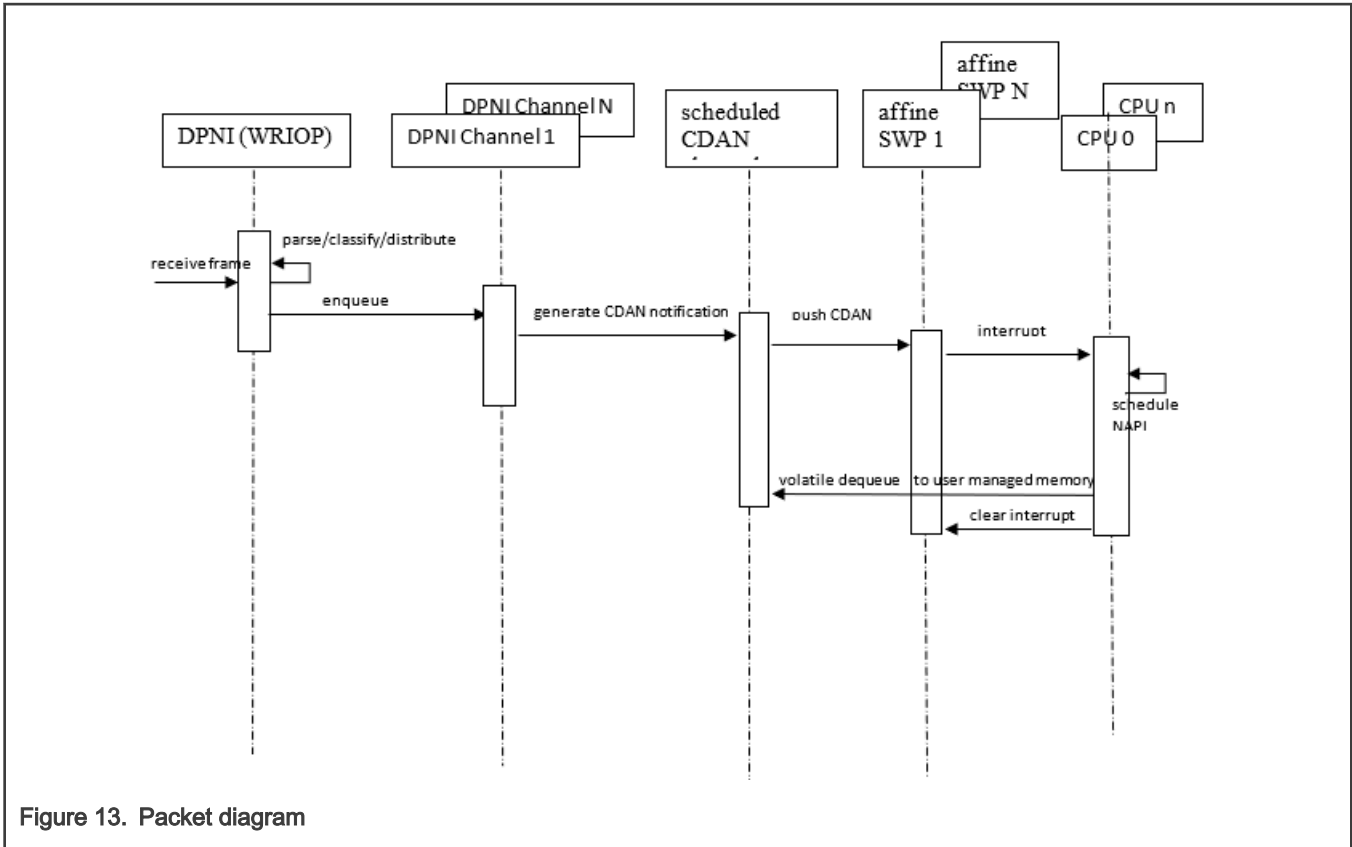 affine
SWP N
DPNI Channel N
CPU n
DPNI (WRIOP)
DPNI Channel 1
scheduled
CDAN
affine
SWP 1
CPU 0
parse/classify/distribute
receive frame
enqueue
generate CDAN notification
push CDAN
interrupt
schedule
NAPI
volatile dequeue to user managed memory
clear interrupt
Figure 13. Packet diagram